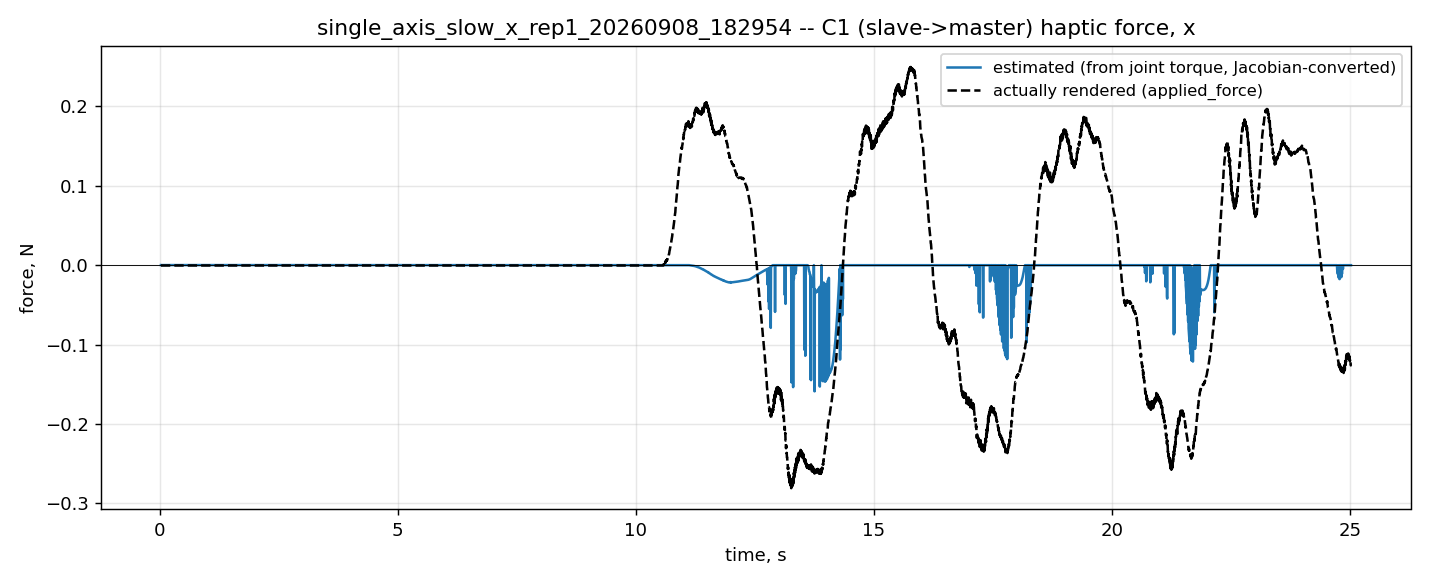 single_axis_slow_x_rep1_20260908_182954 -- C1 (slave->master) haptic force, x
estimated (from joint torque, Jacobian-converted)
actually rendered (applied_force)
force, N
0.2
0.1
0.0
−0.1
−0.2
−0.3
0
5
10
15
20
25
time, s